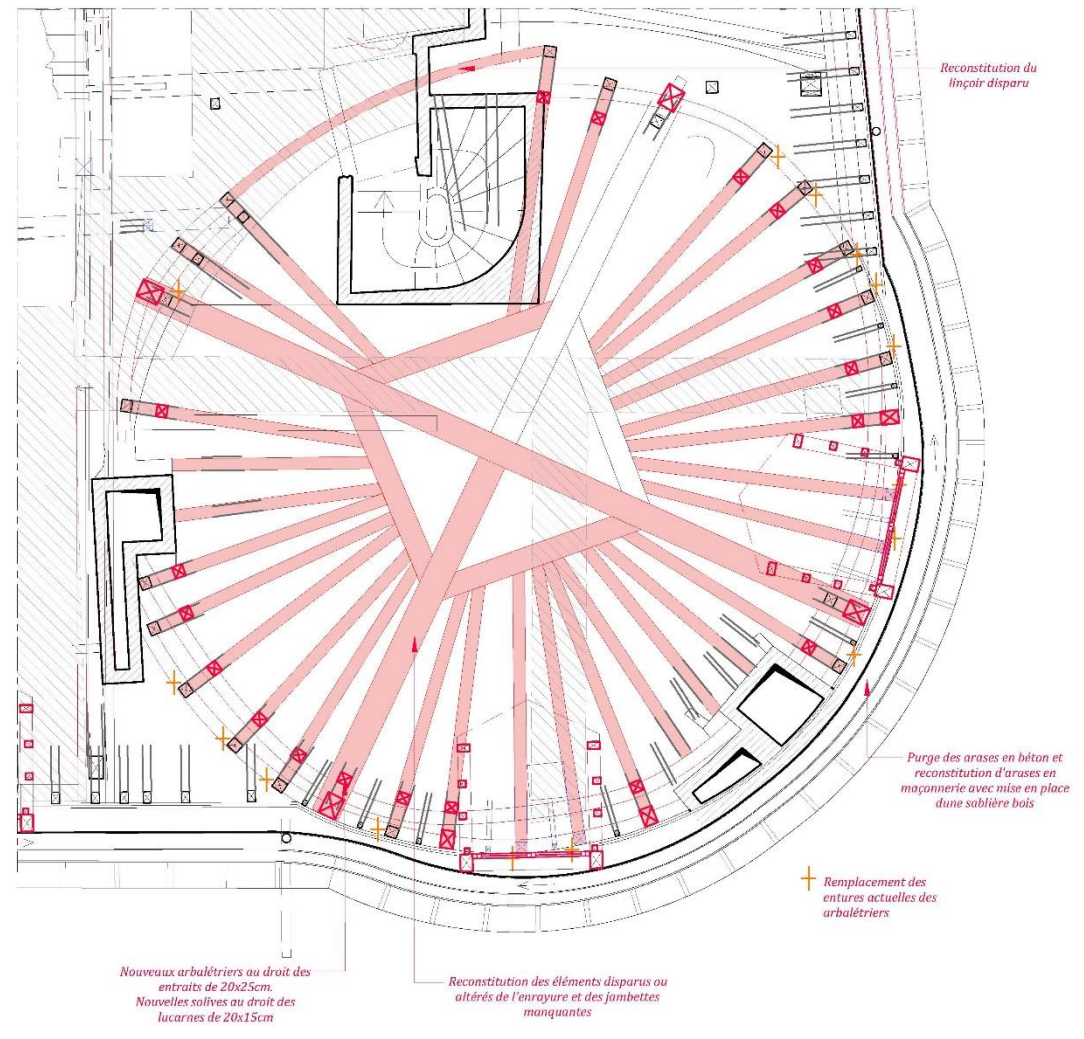 Reconstitution du
linçoir disparu
Purge des arases en béton et
reconstitution d'arases en
maçonnerie avec mise en place
dune sablière bois
Remplacement des
entures actuelles des
arbalétriers
Nouveaux arbalétriers au droit des
entraits de 20x25cm.
Nouvelles solives au droit des
lucarnes de 20x15cm
Reconstitution des éléments disparus ou
altérés de l'enrayure et des jambettes
manquantes